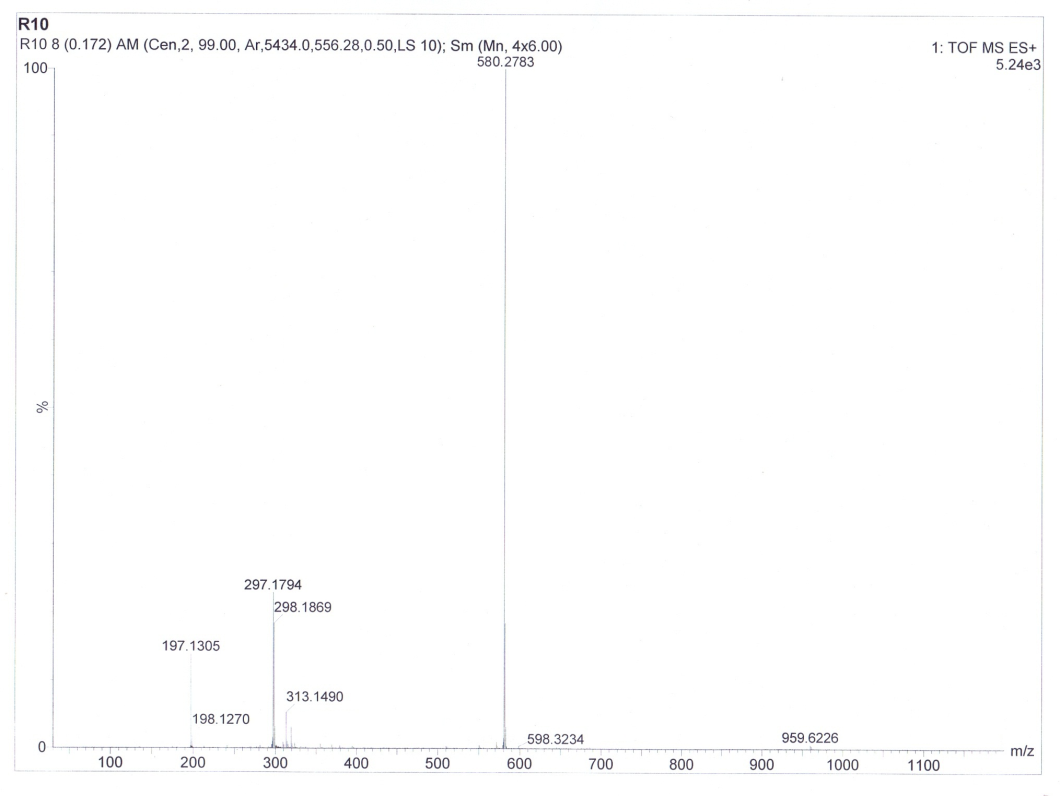 R10
R10 8 (0.172) AM (Cen,2, 99.00, Ar,5434.0,556.28,0.50,LS 10); Sm (Mn, 4x6.00)
1: TOF MS ES+
5.24e3
100
580.2783
%
297.1794
298.1869
197.1305
313.1490
198.1270
598.3234
959.6226
0
100 200 300 400 500 600 700 800 900 1000 1100 m/z